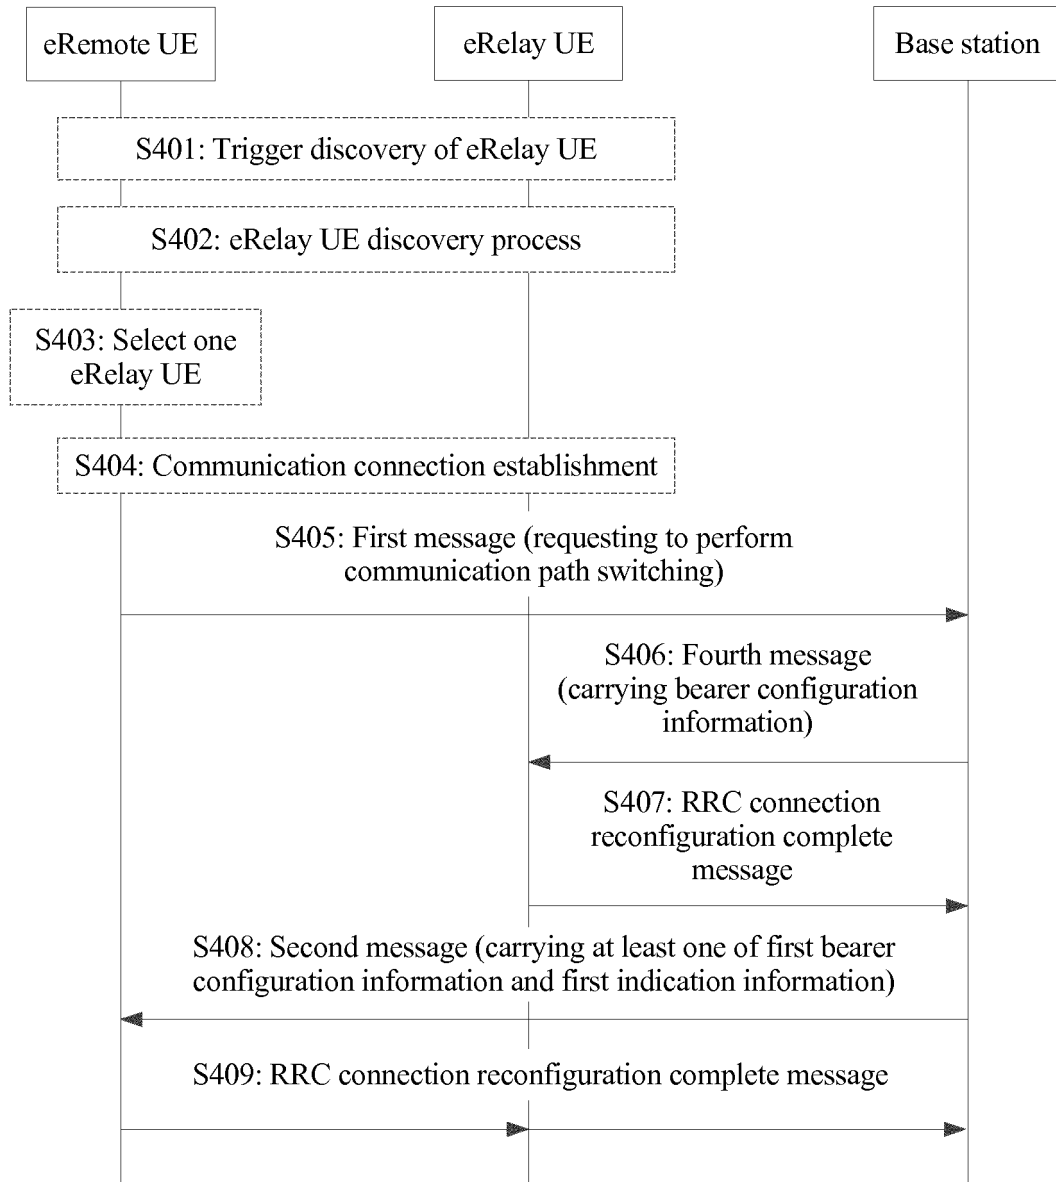 eRemote UE
eRelay UE
Base station
S401: Trigger discovery of eRelay UE
S402: eRelay UE discovery process
S403: Select one
eRelay UE
S404: Communication connection establishment
S405: First message (requesting to perform
communication path switching)
S406: Fourth message
(carrying bearer configuration
information)
S407: RRC connection
reconfiguration complete
message
S408: Second message (carrying at least one of first bearer
configuration information and first indication information)
S409: RRC connection reconfiguration complete message